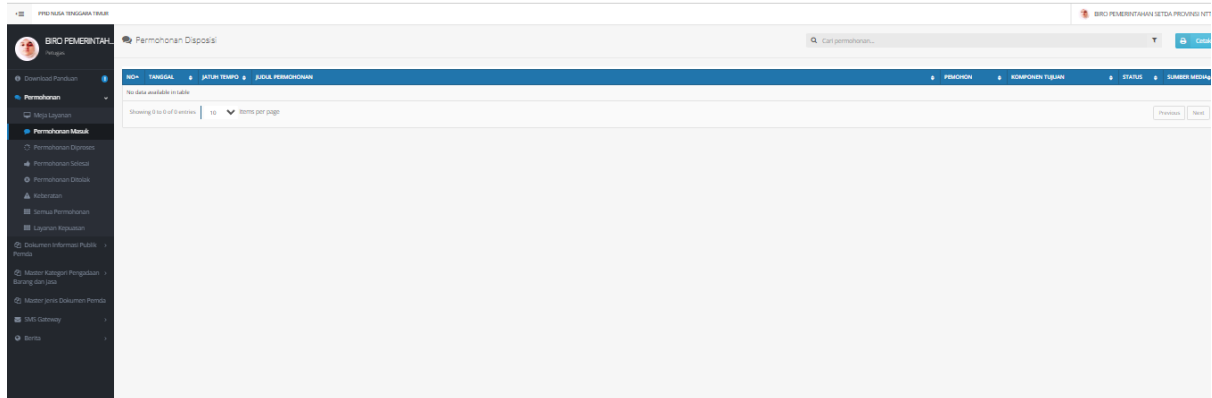 PPID NUSA TENGGARA TIMUR
BIRO PEMERINTAHAN SETDA PROVINSI NTT
BIRO PEMERINTAH...
Petugas
Permohonan Disposisi
Cari permohonan...
Cetak
Download Panduan
Permohonan
Meja Layanan
Permohonan Masuk
Permohonan Diproses
Permohonan Selesai
Permohonan Ditolak
Keberatan
Semua Permohonan
Layanan Kepuasan
Dokumen Informasi Publik
Pemda
Master Kategori Pengadaan
Barang dan Jasa
Master Jenis Dokumen Pemda
SMS Gateway
Berita
NO TANGGAL JATUH TEMPO JUDUL PERMOHONAN PEMOHON KOMPONEN TUJUAN STATUS SUMBER MEDIA
No data available in table
Showing 0 to 0 of 0 entries 10 items per page
Previous Next